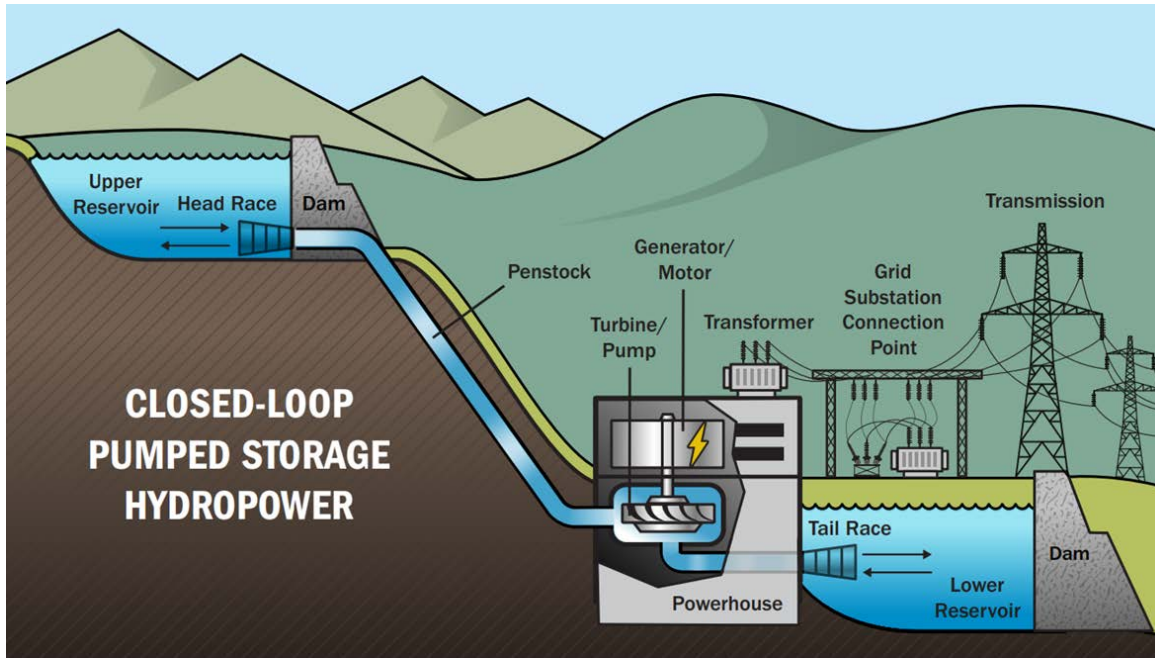 Upper
Reservoir
Head Race
Dam
Penstock
Generator/
Motor
Turbine/
Pump
Transformer
Grid
Substation
Connection
Point
Transmission
CLOSED-LOOP
PUMPED STORAGE
HYDROPOWER
Tail Race
Powerhouse
Lower
Reservoir
Dam